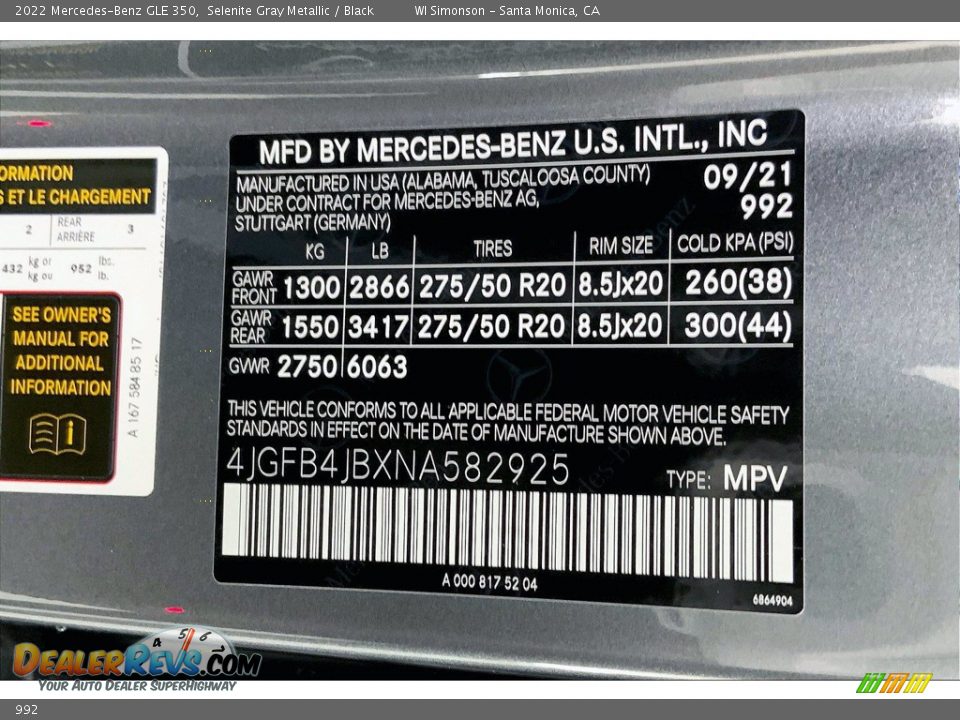 2022 Mercedes-Benz GLE 350, Selenite Gray Metallic / Black WI Simonson - Santa Monica, CA
ORMATION
S ET LE CHARGEMENT
2 REAR ARRIÈRE 3
432 kg or kg ou 952 lbs. lb.
SEE OWNER'S
MANUAL FOR
ADDITIONAL
INFORMATION
A 167 584 85 17
MFD BY MERCEDES-BENZ U.S. INTL., INC
MANUFACTURED IN USA (ALABAMA, TUSCALOOSA COUNTY) 09/21
UNDER CONTRACT FOR MERCEDES-BENZ AG, 992
STUTTGART (GERMANY)
KG LB TIRES RIM SIZE COLD KPA (PSI)
GAWR FRONT 1300 2866 275/50 R20 8.5Jx20 260(38)
GAWR REAR 1550 3417 275/50 R20 8.5Jx20 300(44)
GVWR 2750 6063
THIS VEHICLE CONFORMS TO ALL APPLICABLE FEDERAL MOTOR VEHICLE SAFETY
STANDARDS IN EFFECT ON THE DATE OF MANUFACTURE SHOWN ABOVE.
4JGFB4JBXNA582925 TYPE: MPV
A 000 817 52 04
6864904
4 5 6 7
DealerRevs.com
Your Auto Dealer SuperHighway
992